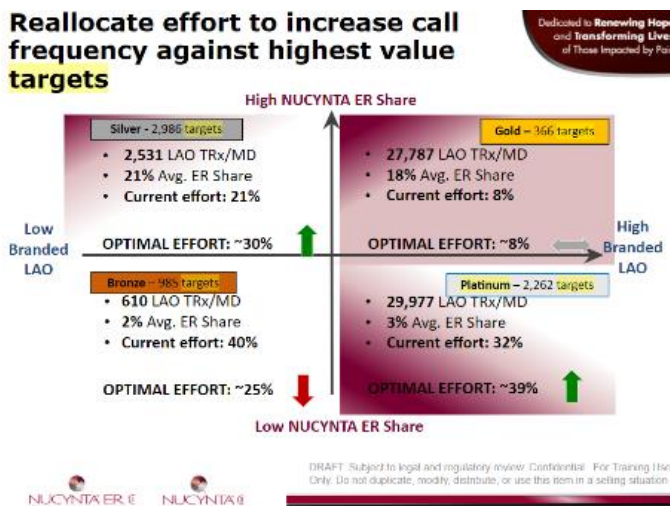 Reallocate effort to increase call
frequency against highest value
targets
Dedicated to Renewing Hope
and Transforming Lives
of Those Impacted by Pai
High NUCYNTA ER Share
Silver - 2,986 targets
2,531 LAO TRx/MD
21% Avg. ER Share
Current effort: 21%
OPTIMAL EFFORT: ~30%
Gold – 366 targets
27,787 LAO TRx/MD
18% Avg. ER Share
Current effort: 8%
OPTIMAL EFFORT: ~8%
Low
Branded
LAO
High
Branded
LAO
Bronze – 985 targets
610 LAO TRx/MD
2% Avg. ER Share
Current effort: 40%
OPTIMAL EFFORT: ~25%
Platinum – 2,262 targets
29,977 LAO TRx/MD
3% Avg. ER Share
Current effort: 32%
OPTIMAL EFFORT: ~39%
Low NUCYNTA ER Share
DRAFT. Subject to legal and regulatory review. Confidential. For Training Use
Only. Do not duplicate, modify, distribute, or use this item in a selling situation
NUCYNTA ER
NUCYNTA